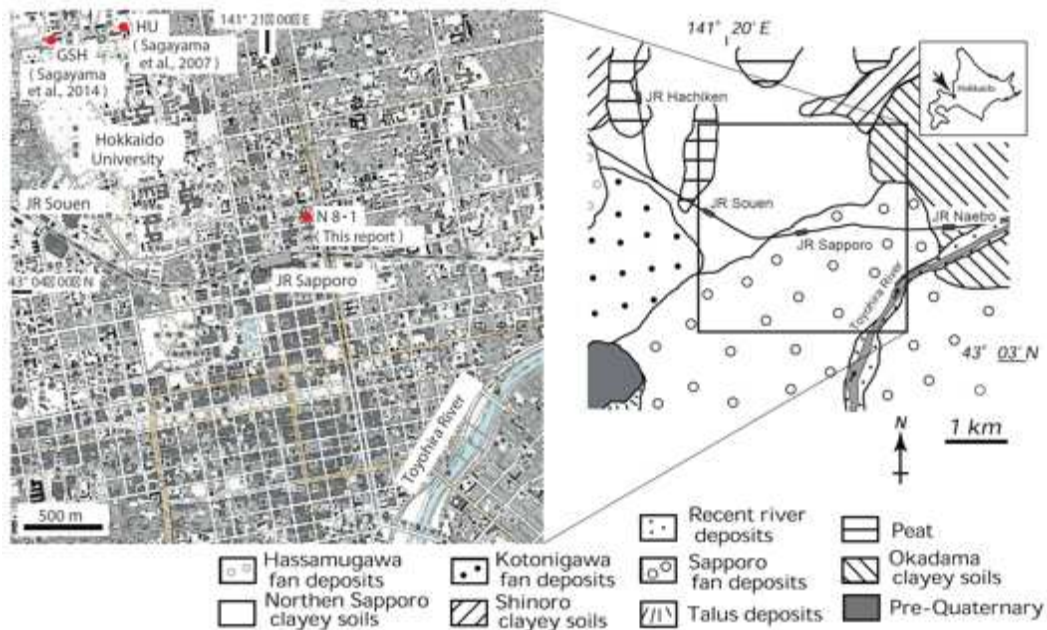 141° 21′ 00″ E
HU
( Sagayama
et al., 2007 )
GSH
( Sagayama
et al., 2014 )
Hokkaido
University
JR Souen
N 8-1
( This report )
43° 04′ 00″ N
JR Sapporo
Toyohira River
500 m
141° 20′ E
Hokkaido
JR Hachiken
JR Souen
JR Sapporo
JR Naebo
Toyohira River
43° 03′ N
1 km
N
Hassamugawa
fan deposits
Northen Sapporo
clayey soils
Kotonigawa
fan deposits
Shinoro
clayey soils
Recent river
deposits
Sapporo
fan deposits
Talus deposits
Peat
Okadama
clayey soils
Pre-Quaternary